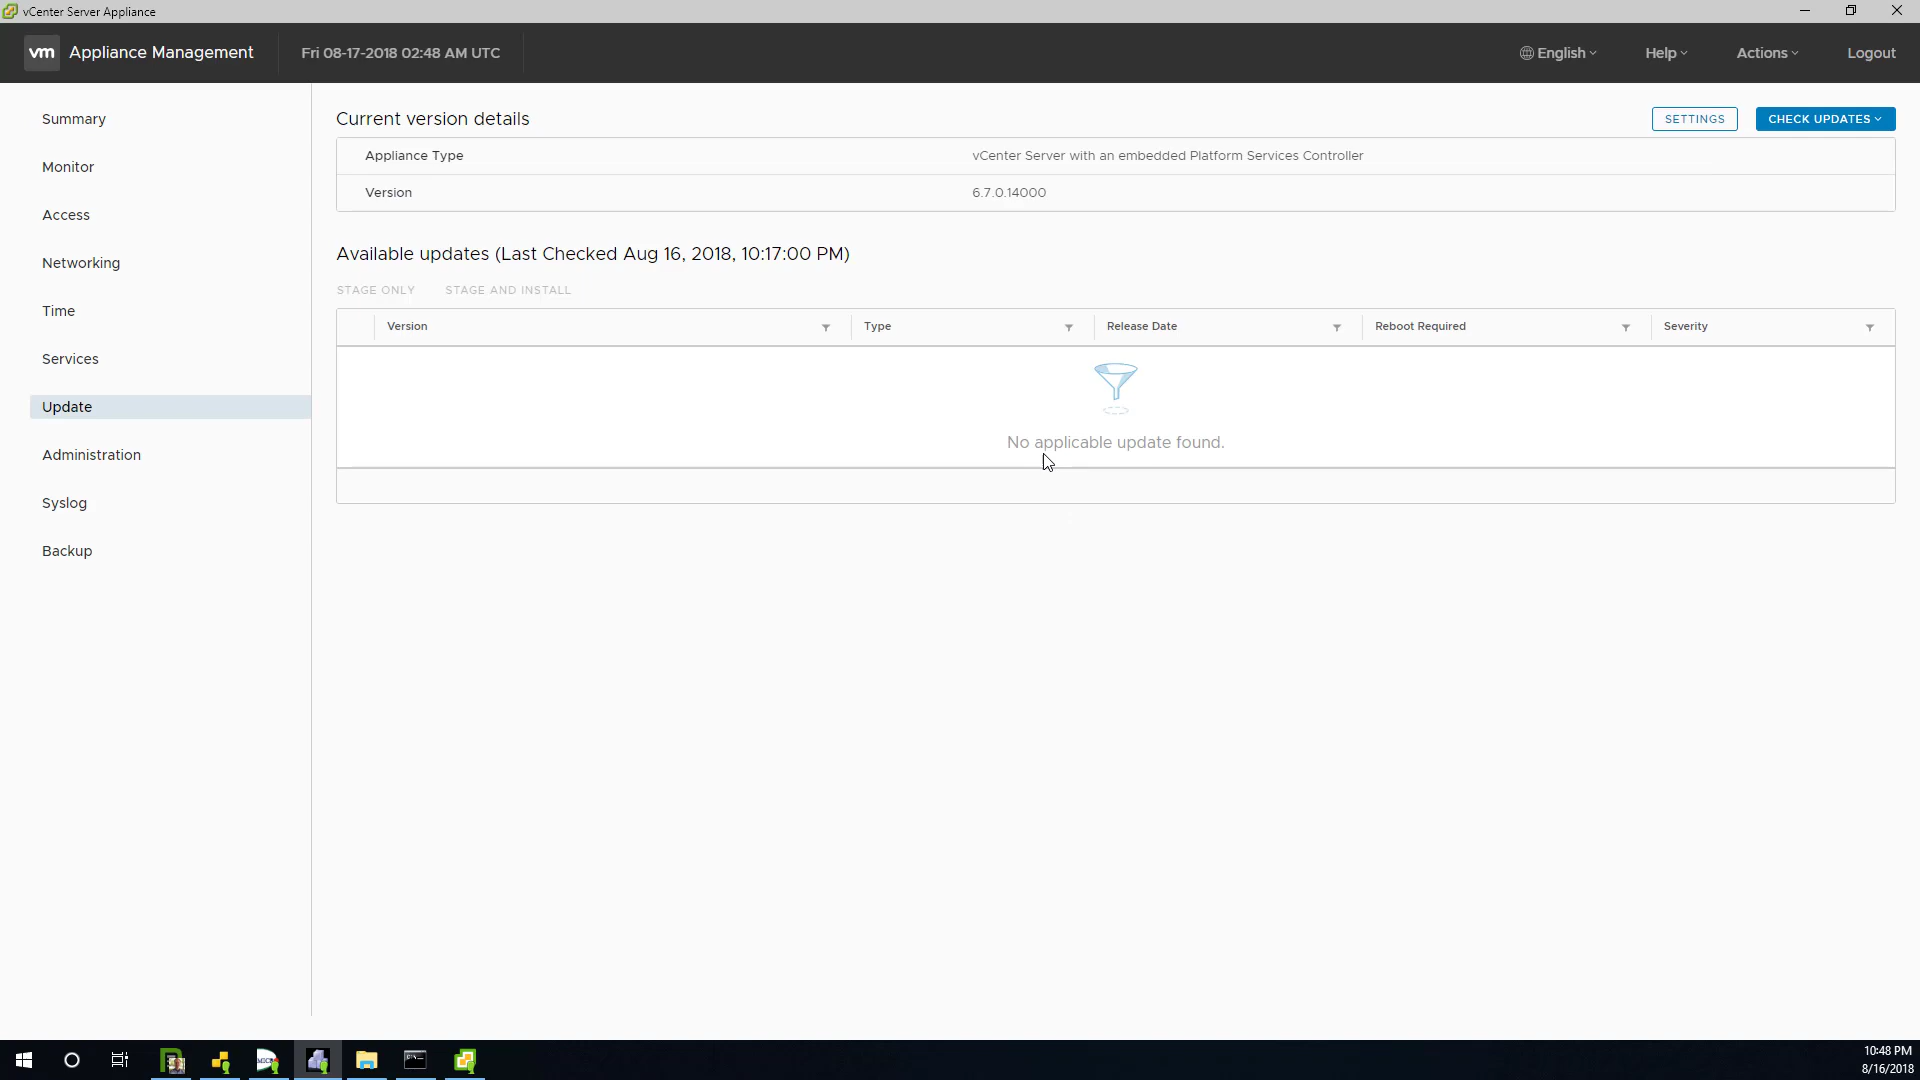 vCenter Server Appliance
vm Appliance Management Fri 08-17-2018 02:48 AM UTC English Help Actions Logout
Summary
Monitor
Access
Networking
Time
Services
Update
Administration
Syslog
Backup
Current version details
SETTINGS
CHECK UPDATES
Appliance Type vCenter Server with an embedded Platform Services Controller
Version 6.7.0.14000
Available updates (Last Checked Aug 16, 2018, 10:17:00 PM)
STAGE ONLY STAGE AND INSTALL
Version Type Release Date Reboot Required Severity
No applicable update found.
10:48 PM
8/16/2018